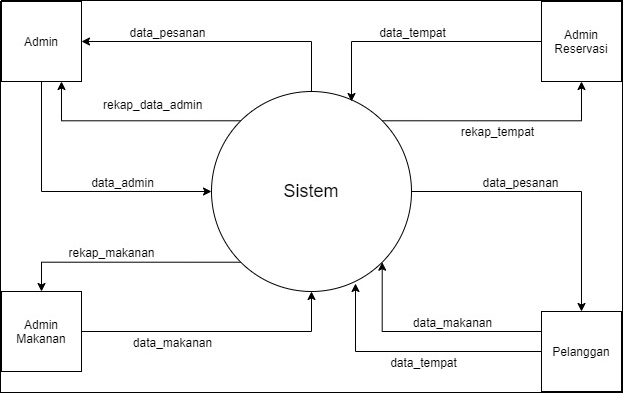 Admin
data_pesanan
data_tempat
Admin
Reservasi
rekap_data_admin
rekap_tempat
data_admin
Sistem
data_pesanan
rekap_makanan
Admin
Makanan
data_makanan
data_makanan
data_tempat
Pelanggan